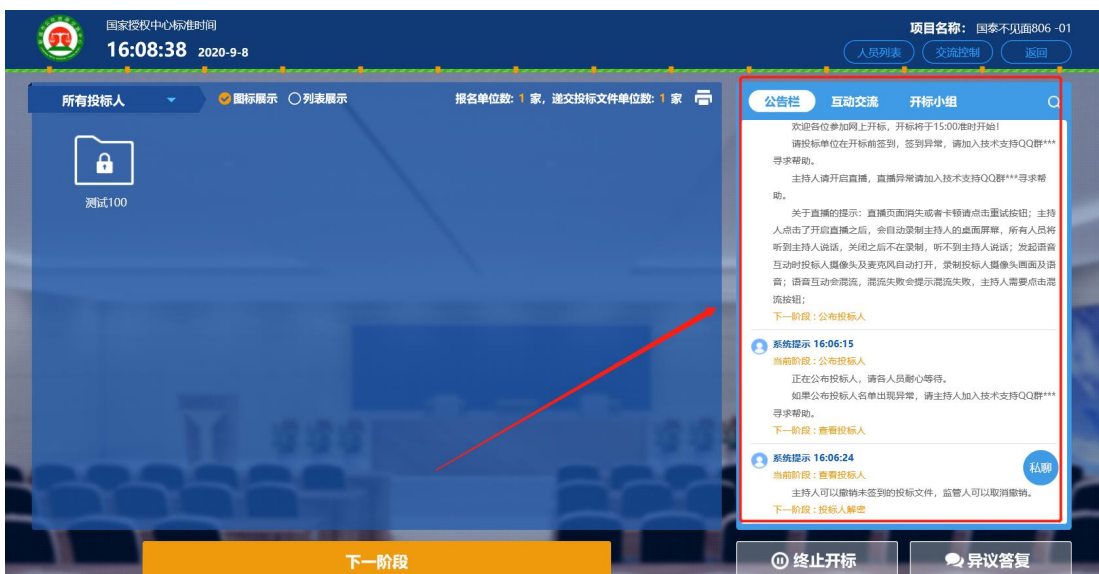 国家授权中心标准时间
16:08:38 2020-9-8
项目名称： 国泰不见面806 -01
人员列表 交流控制 返回
所有投标人 图标展示 列表展示 报名单位数: 1 家，递交投标文件单位数: 1 家
测试100
公告栏 互动交流 开标小组
欢迎各位参加网上开标，开标将于15:00准时开始！
请投标单位在开标前签到，签到异常，请加入技术支持QQ群***
寻求帮助。
主持人请开启直播，直播异常请加入技术支持QQ群***寻求帮
助。
关于直播的提示：直播页面消失或者卡顿请点击重试按钮；主持
人点击了开启直播之后，会自动录制主持人的桌面屏幕，所有人员将
听到主持人说话，关闭之后不在录制，听不到主持人说话；发起语音
互动时投标人摄像头及麦克风自动打开，录制投标人摄像头画面及语
音；语音互动会混流，混流失败会提示混流失败，主持人需要点击混
流按钮；
下一阶段 : 公布投标人
系统提示 16:06:15
当前阶段 : 公布投标人
正在公布投标人，请各人员耐心等待。
如果公布投标人名单出现异常，请主持人加入技术支持QQ群***
寻求帮助。
下一阶段 : 查看投标人
系统提示 16:06:24
当前阶段 : 查看投标人
主持人可以撤销未签到的投标文件，监管人可以取消撤销。
下一阶段 : 投标人解密
私聊
下一阶段 终止开标 异议答复